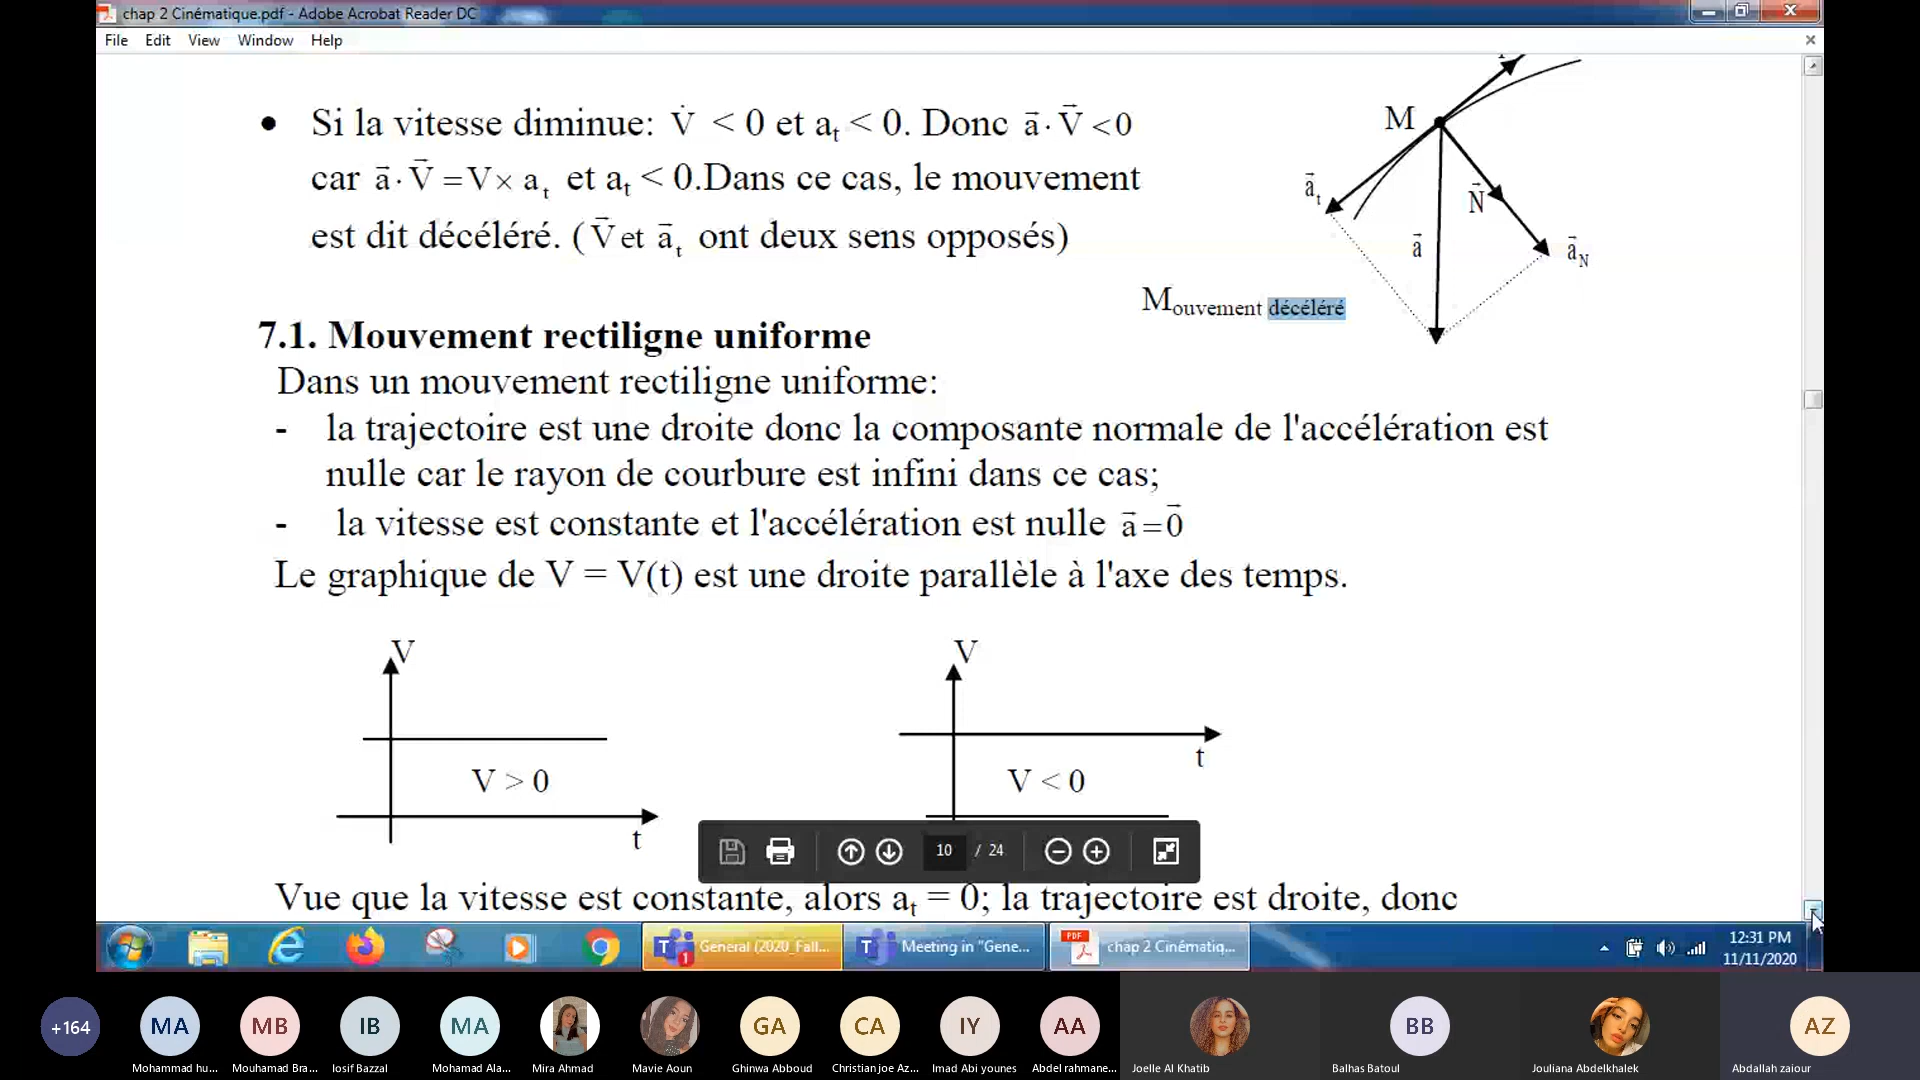 chap 2 Cinématique.pdf - Adobe Acrobat Reader DC
File Edit View Window Help
• Si la vitesse diminue: V̇ < 0 et aₜ < 0. Donc a⃗ · V⃗ < 0
car a⃗ · V⃗ = V × aₜ et aₜ < 0.Dans ce cas, le mouvement
est dit décéléré. ( V⃗ et a⃗ₜ ont deux sens opposés)
M
a⃗ₜ
N⃗
a⃗
a⃗N
Mouvement décéléré
7.1. Mouvement rectiligne uniforme
Dans un mouvement rectiligne uniforme:
- la trajectoire est une droite donc la composante normale de l'accélération est
nulle car le rayon de courbure est infini dans ce cas;
- la vitesse est constante et l'accélération est nulle a⃗ = 0⃗
Le graphique de V = V(t) est une droite parallèle à l'axe des temps.
V
V > 0
t
V
t
V < 0
10 / 24
Vue que la vitesse est constante, alors aₜ = 0; la trajectoire est droite, donc
General (2020_Fall...
1
Meeting in "Gene...
PDF
chap 2 Cinématiq...
12:31 PM
11/11/2020
+164 MA MB IB MA GA CA IY AA BB AZ
Mohammad hu... Mouhamad Bra... Iosif Bazzal Mohamad Ala... Mira Ahmad Mavie Aoun Ghinwa Abboud Christian joe Az... Imad Abi younes Abdel rahmane... Joelle Al Khatib Balhas Batoul Jouliana Abdelkhalek Abdallah zaiour